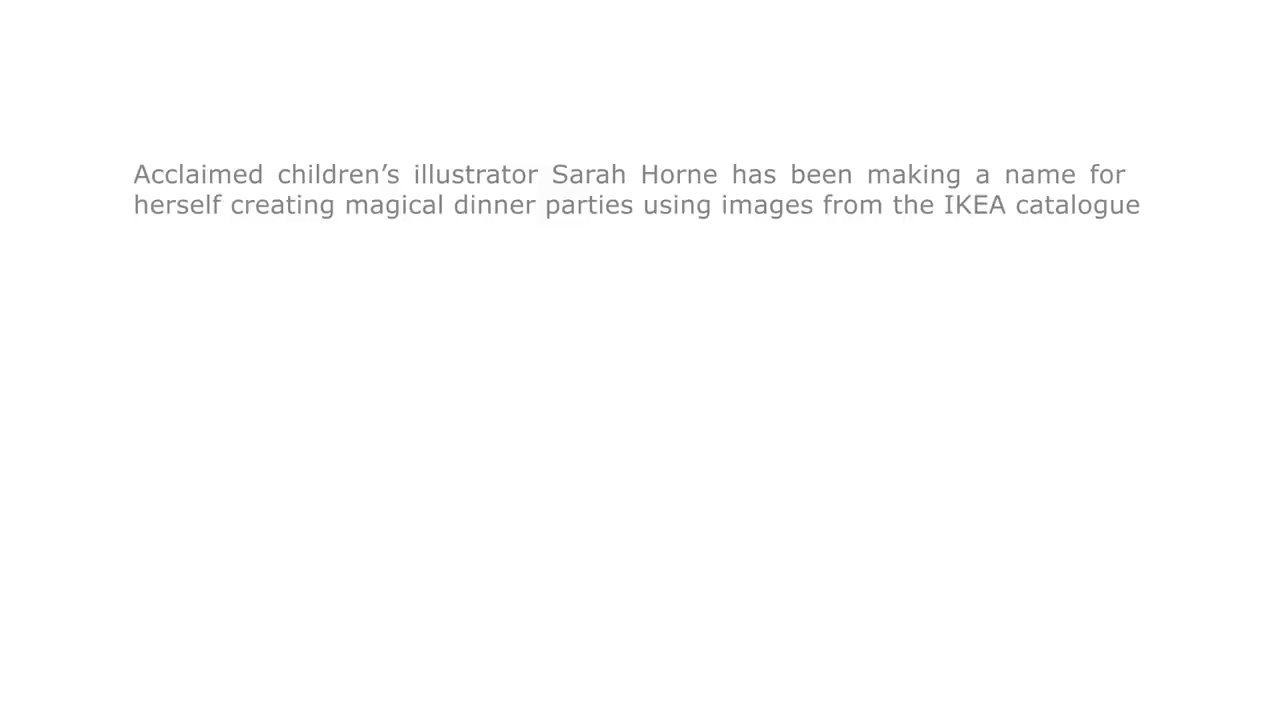 Acclaimed children’s illustrator Sarah Horne has been making a name for
herself creating magical dinner parties using images from the IKEA catalogue